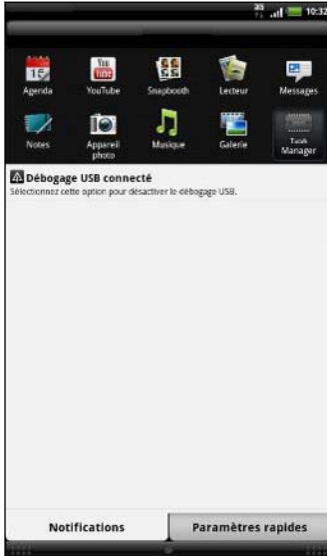 3G 10:32
Agenda YouTube Snapbooth Lecteur Messages
Notes Appareil photo Musique Galerie Task Manager
Débogage USB connecté
Sélectionnez cette option pour désactiver le débogage USB.
Notifications Paramètres rapides